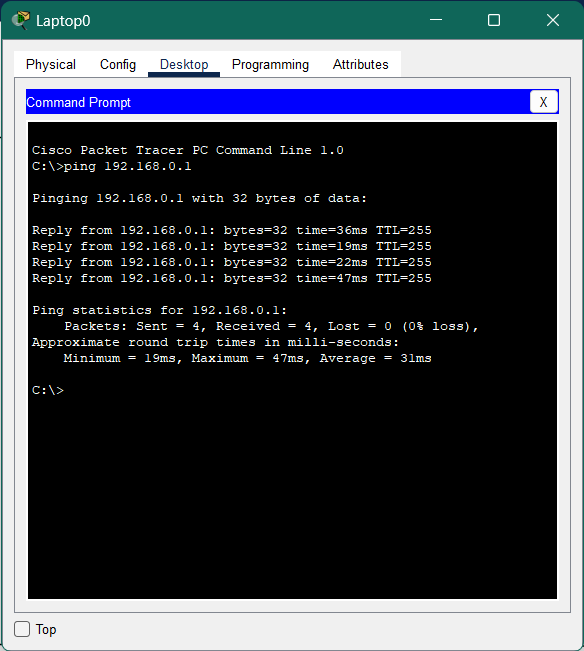 Laptop0
Physical Config Desktop Programming Attributes
Command Prompt X
Cisco Packet Tracer PC Command Line 1.0
C:\>ping 192.168.0.1
Pinging 192.168.0.1 with 32 bytes of data:
Reply from 192.168.0.1: bytes=32 time=36ms TTL=255
Reply from 192.168.0.1: bytes=32 time=19ms TTL=255
Reply from 192.168.0.1: bytes=32 time=22ms TTL=255
Reply from 192.168.0.1: bytes=32 time=47ms TTL=255
Ping statistics for 192.168.0.1:
Packets: Sent = 4, Received = 4, Lost = 0 (0% loss),
Approximate round trip times in milli-seconds:
Minimum = 19ms, Maximum = 47ms, Average = 31ms
C:\>
Top